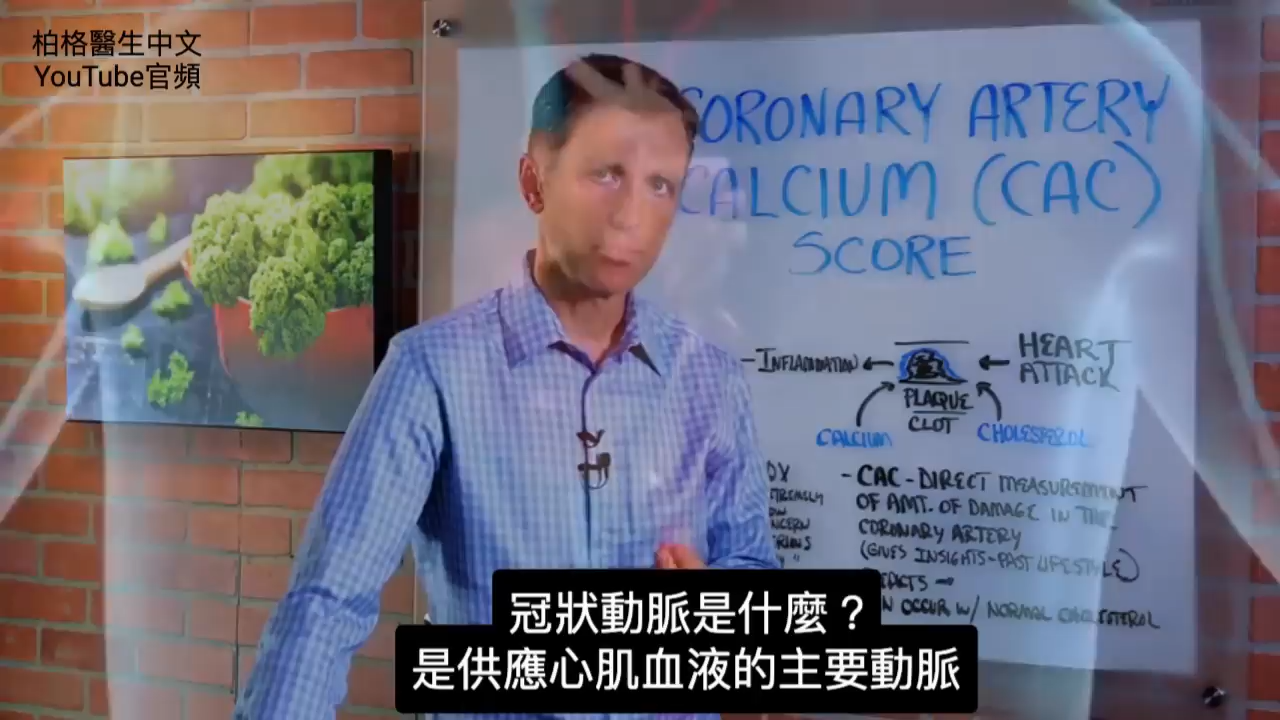 柏格醫生中文
YouTube官頻
CORONARY ARTERY
CALCIUM (CAC)
SCORE
- INFLAMMATION
HEART
ATTACK
PLAQUE
CLOT
CALCIUM
CHOLESTEROL
- CAC - DIRECT MEASUREMENT
OF AMT. OF DAMAGE IN THE
CORONARY ARTERY
(GIVES INSIGHTS - PAST LIFESTYLE)
OCCUR W/ NORMAL CHOLESTEROL
冠狀動脈是什麼？
是供應心肌血液的主要動脈